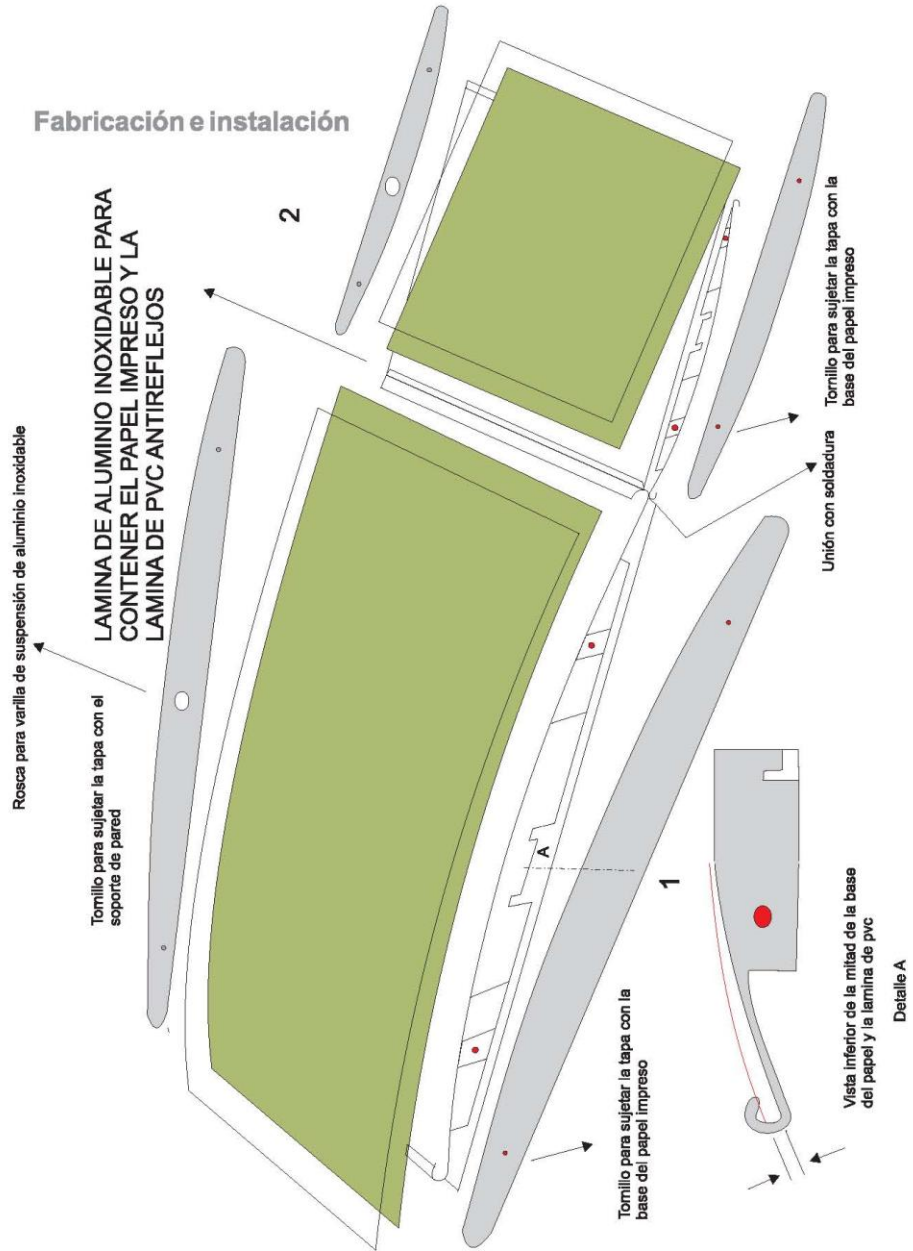 Fabricación e instalación
Rosca para varilla de suspensión de aluminio inoxidable
Tornillo para sujetar la tapa con el
soporte de pared
LAMINA DE ALUMINIO INOXIDABLE PARA
CONTENER EL PAPEL IMPRESO Y LA
LAMINA DE PVC ANTIREFLEJOS
2
A
1
Tornillo para sujetar la tapa con la
base del papel impreso
Unión con soldadura
Tornillo para sujetar la tapa con la
base del papel impreso
Vista inferior de la mitad de la base
del papel y la lamina de pvc
Detalle A